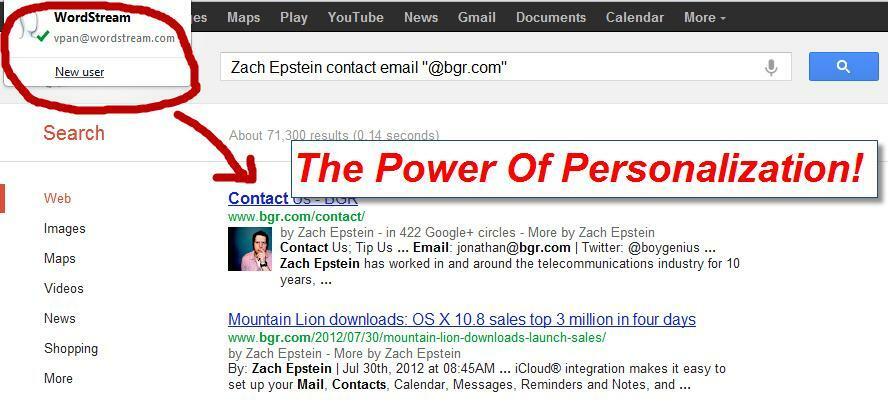 WordStream
vpan@wordstream.com
New user
es Maps Play YouTube News Gmail Documents Calendar More
Zach Epstein contact email "@bgr.com"
Search
About 71,300 results (0.14 seconds)
The Power Of Personalization!
Web
Images
Maps
Videos
News
Shopping
More
Contact Us - BGR
www.bgr.com/contact/
by Zach Epstein - in 422 Google+ circles - More by Zach Epstein
Contact Us; Tip Us ... Email: jonathan@bgr.com | Twitter: @boygenius ...
Zach Epstein has worked in and around the telecommunications industry for 10
years, ...
Mountain Lion downloads: OS X 10.8 sales top 3 million in four days
www.bgr.com/2012/07/30/mountain-lion-downloads-launch-sales/
by Zach Epstein - More by Zach Epstein
By: Zach Epstein | Jul 30th, 2012 at 08:45AM ... iCloud® integration makes it easy to
set up your Mail, Contacts, Calendar, Messages, Reminders and Notes, and ...